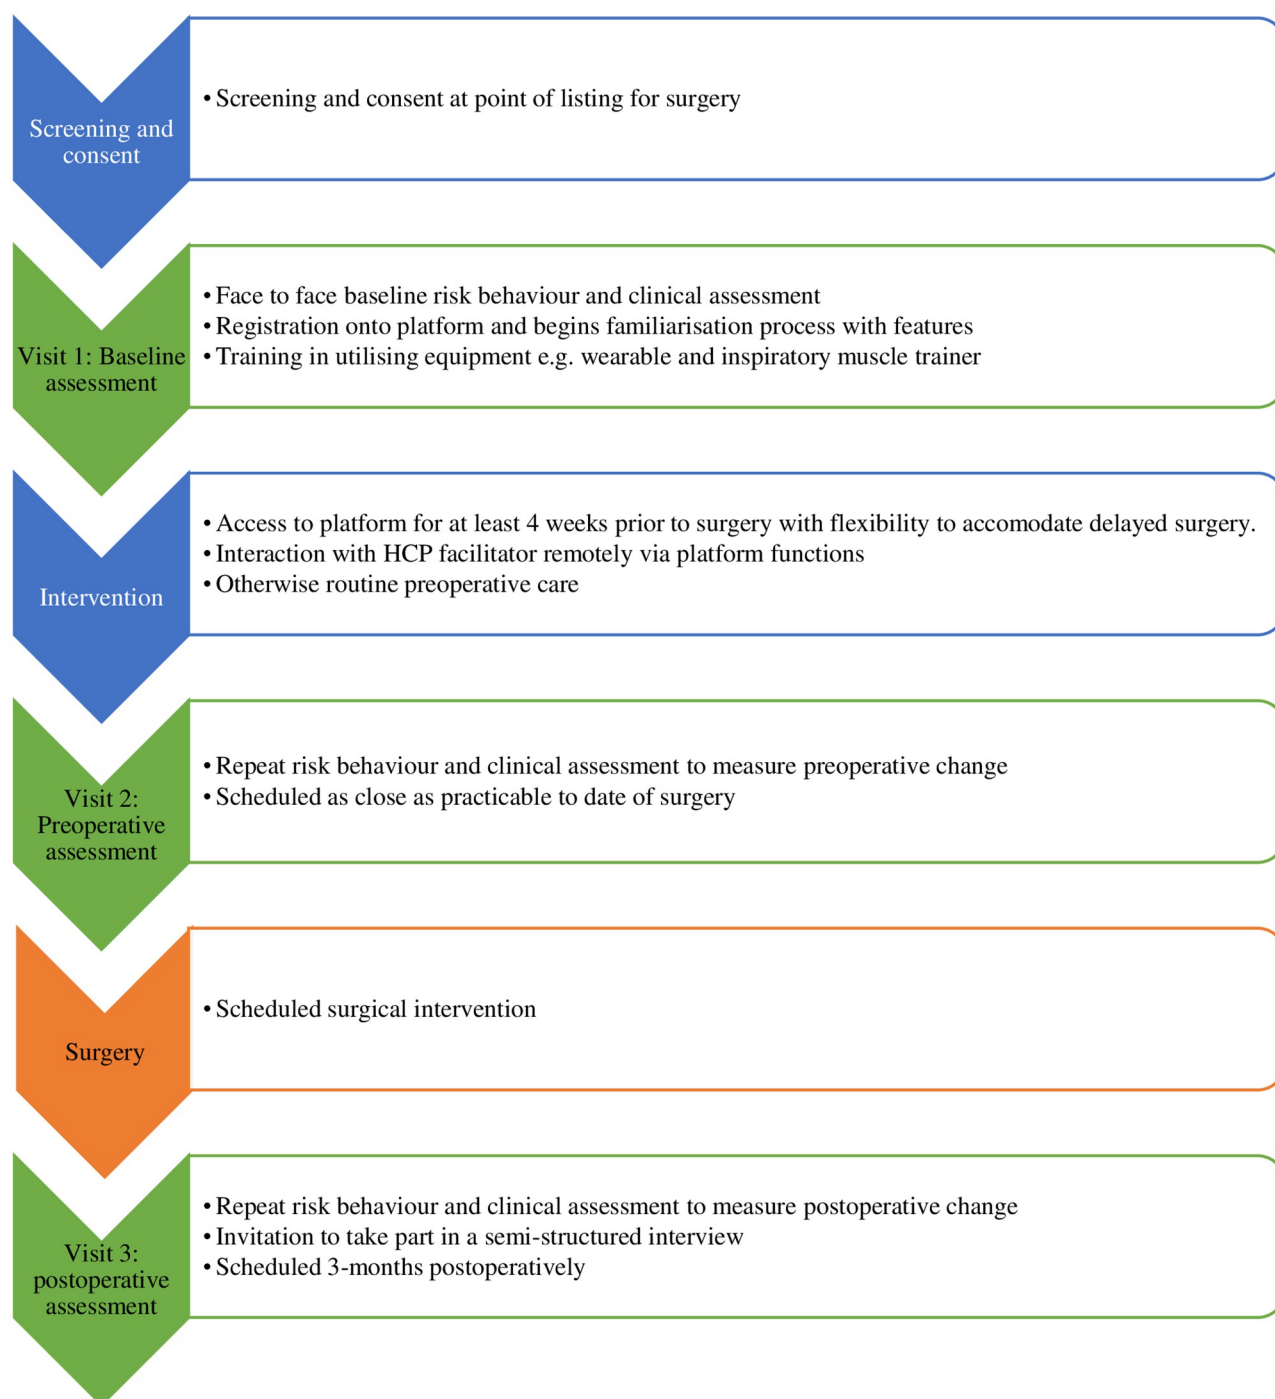 Screening and
consent
• Screening and consent at point of listing for surgery
Visit 1: Baseline
assessment
• Face to face baseline risk behaviour and clinical assessment
• Registration onto platform and begins familiarisation process with features
• Training in utilising equipment e.g. wearable and inspiratory muscle trainer
Intervention
• Access to platform for at least 4 weeks prior to surgery with flexibility to accomodate delayed surgery.
• Interaction with HCP facilitator remotely via platform functions
• Otherwise routine preoperative care
Visit 2:
Preoperative
assessment
• Repeat risk behaviour and clinical assessment to measure preoperative change
• Scheduled as close as practicable to date of surgery
Surgery
• Scheduled surgical intervention
Visit 3:
postoperative
assessment
• Repeat risk behaviour and clinical assessment to measure postoperative change
• Invitation to take part in a semi-structured interview
• Scheduled 3-months postoperatively